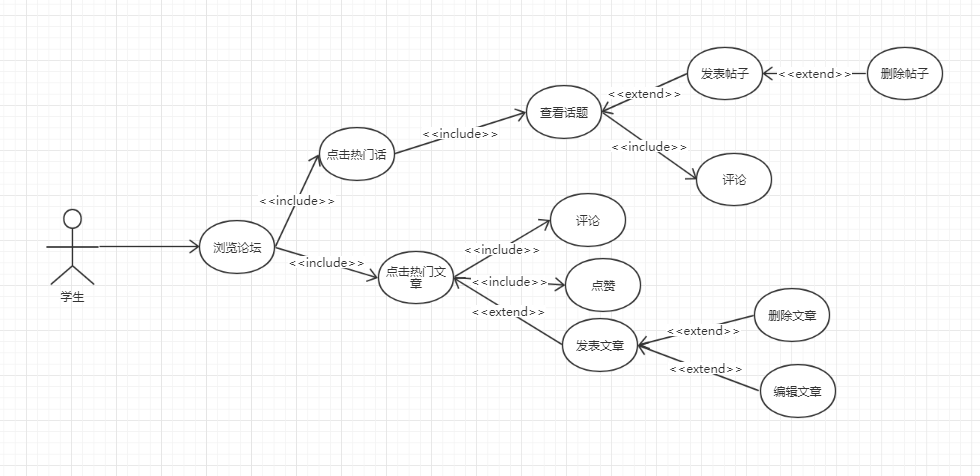 发表帖子
<<extend>>
删除帖子
<<extend>>
查看话题
<<include>>
点击热门话
<<include>>
评论
<<include>>
评论
<<include>>
浏览论坛
<<include>>
点击热门文
章
<<include>>
点赞
学生
<<extend>>
发表文章
<<extend>>
删除文章
<<extend>>
编辑文章